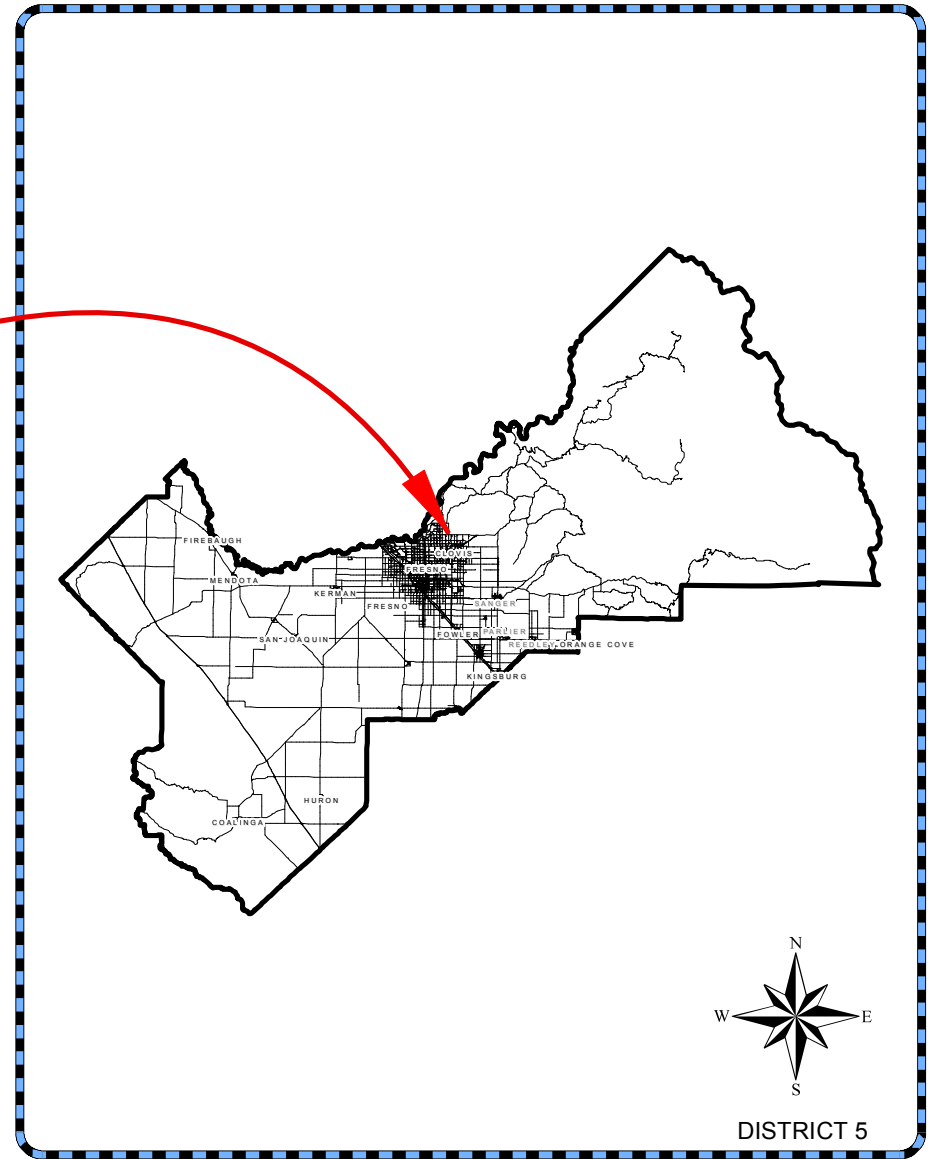 FIREBAUGH
CLOVIS
FRESNO
MENDOTA
KERMAN
SANGER
FRESNO
PARLIER
FOWLER
SAN JOAQUIN
REEDLEY ORANGE COVE
KINGSBURG
HURON
COALINGA
N
W E
S
DISTRICT 5